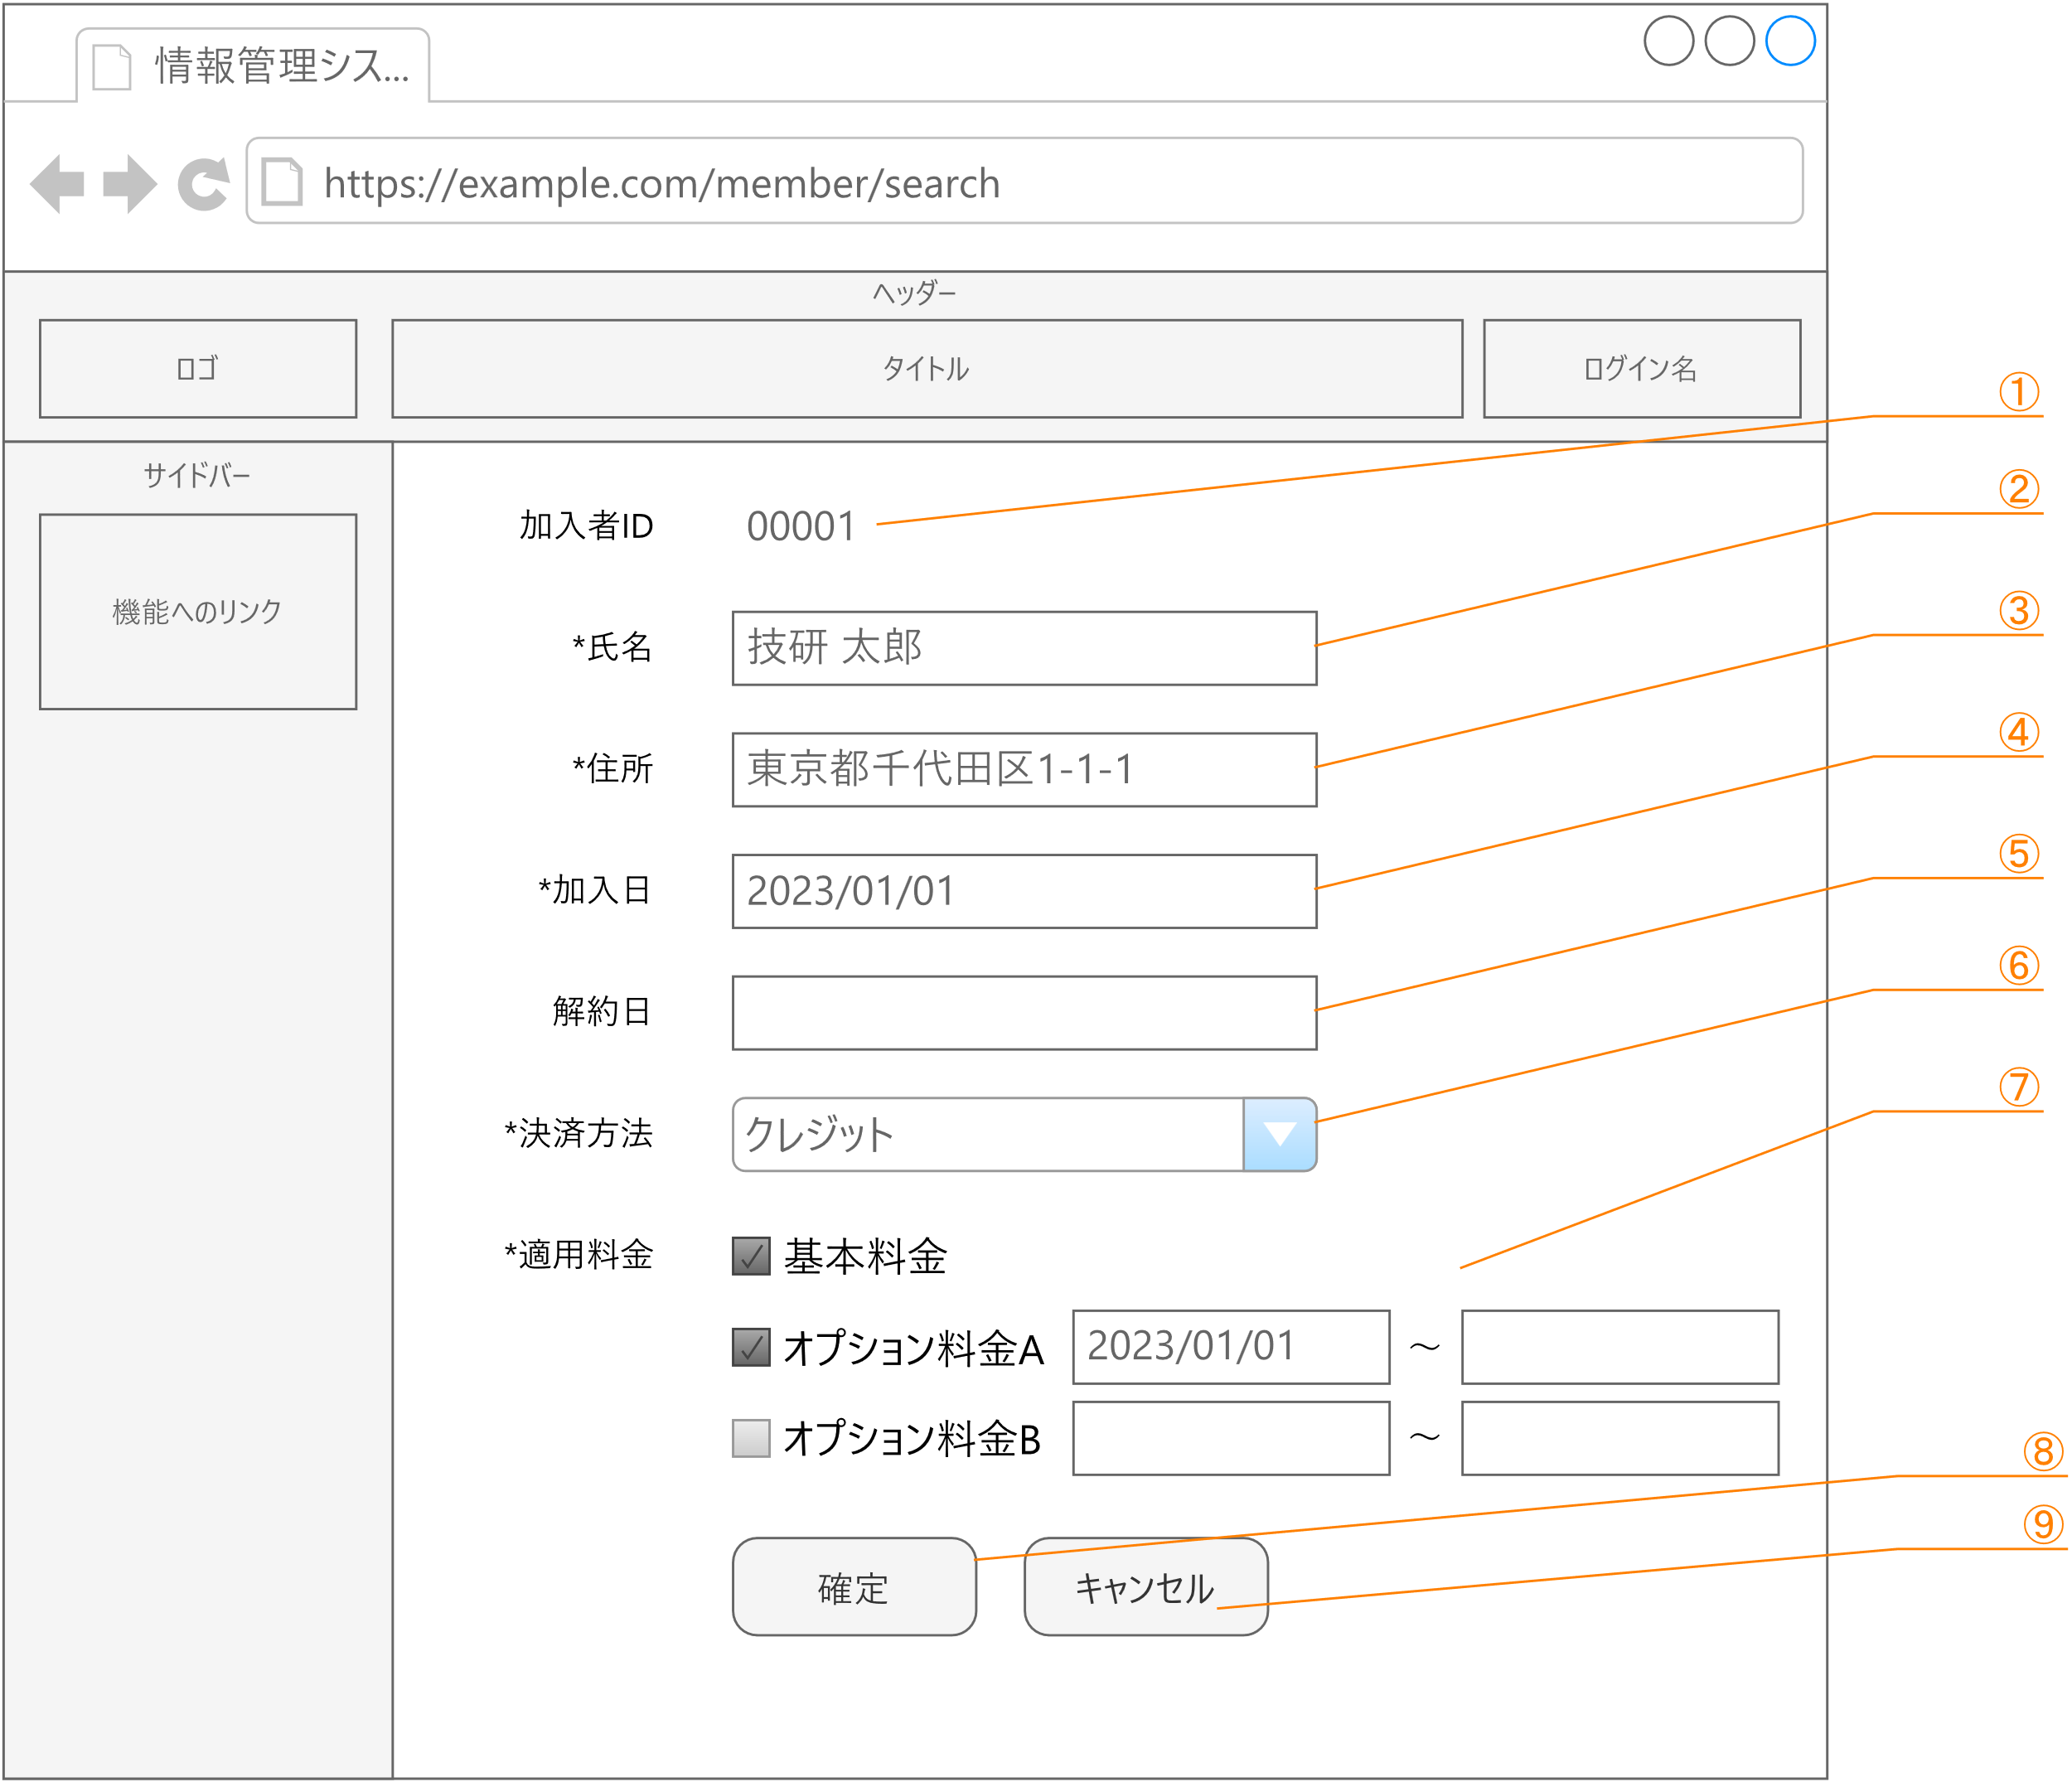 情報管理シス...
https://example.com/member/search
ヘッダー
ロゴ
タイトル
ログイン名
①
サイドバー
機能へのリンク
加入者ID 00001
②
*氏名 技研 太郎
③
*住所 東京都千代田区1-1-1
④
*加入日 2023/01/01
⑤
解約日
⑥
*決済方法 クレジット
⑦
*適用料金 基本料金
オプション料金A 2023/01/01 ～
オプション料金B ～
⑧
⑨
確定
キャンセル